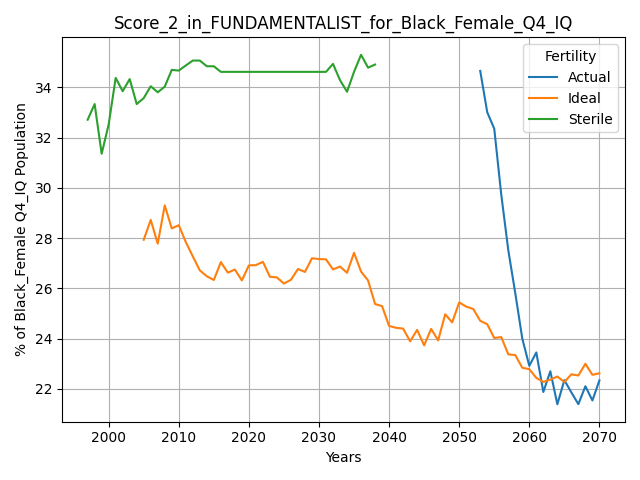 Score_2_in_FUNDAMENTALIST_for_Black_Female_Q4_IQ
Fertility
Actual
Ideal
Sterile
% of Black_Female Q4_IQ Population
34
32
30
28
26
24
22
2000 2010 2020 2030 2040 2050 2060 2070
Years